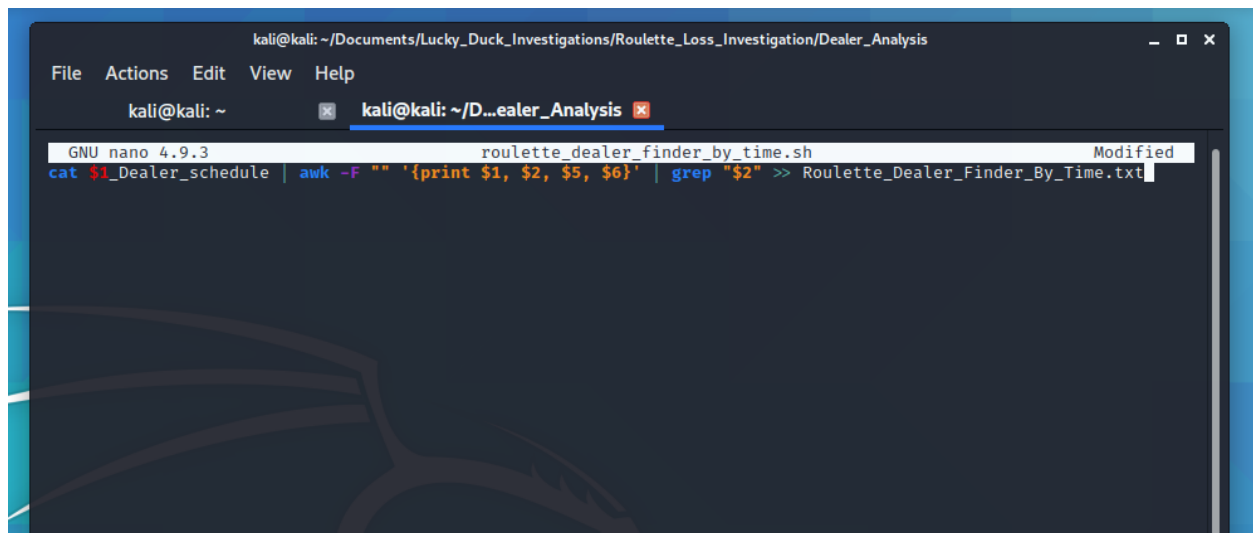 kali@kali: ~/Documents/Lucky_Duck_Investigations/Roulette_Loss_Investigation/Dealer_Analysis
File Actions Edit View Help
kali@kali: ~ kali@kali: ~/D...ealer_Analysis
GNU nano 4.9.3 roulette_dealer_finder_by_time.sh Modified
cat $1_Dealer_schedule | awk -F "" '{print $1, $2, $5, $6}' | grep "$2" >> Roulette_Dealer_Finder_By_Time.txt